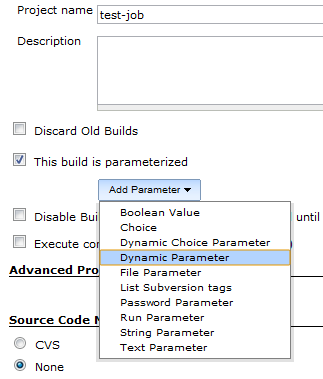 Project name test-job
Description
Discard Old Builds
This build is parameterized
Add Parameter
Boolean Value
Disable Bui until
Choice
Dynamic Choice Parameter
Execute con
Dynamic Parameter
Advanced Pro
File Parameter
List Subversion tags
Password Parameter
Run Parameter
Source Code
String Parameter
CVS
Text Parameter
None